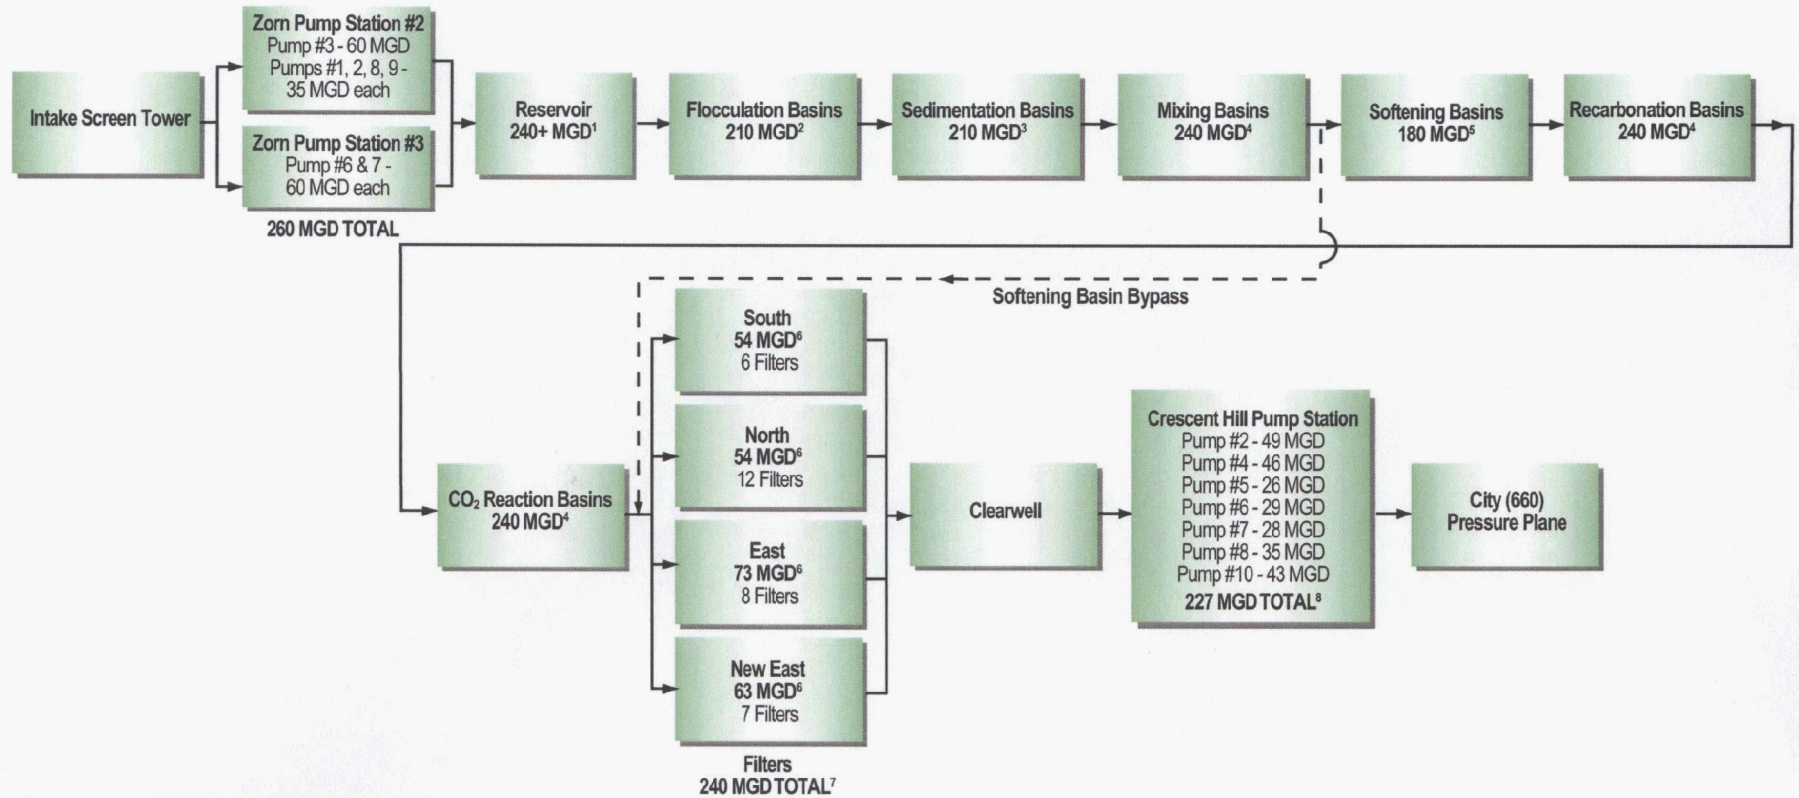 Intake Screen Tower
Zorn Pump Station #2
Pump #3 - 60 MGD
Pumps #1, 2, 8, 9 -
35 MGD each
Zorn Pump Station #3
Pump #6 & 7 -
60 MGD each
260 MGD TOTAL
Reservoir
240+ MGD¹
Flocculation Basins
210 MGD²
Sedimentation Basins
210 MGD³
Mixing Basins
240 MGD⁴
Softening Basins
180 MGD⁵
Recarbonation Basins
240 MGD⁴
Softening Basin Bypass
CO₂ Reaction Basins
240 MGD⁴
South
54 MGD⁶
6 Filters
North
54 MGD⁶
12 Filters
East
73 MGD⁶
8 Filters
New East
63 MGD⁶
7 Filters
Filters
240 MGD TOTAL⁷
Clearwell
Crescent Hill Pump Station
Pump #2 - 49 MGD
Pump #4 - 46 MGD
Pump #5 - 26 MGD
Pump #6 - 29 MGD
Pump #7 - 28 MGD
Pump #8 - 35 MGD
Pump #10 - 43 MGD
227 MGD TOTAL⁸
City (660)
Pressure Plane